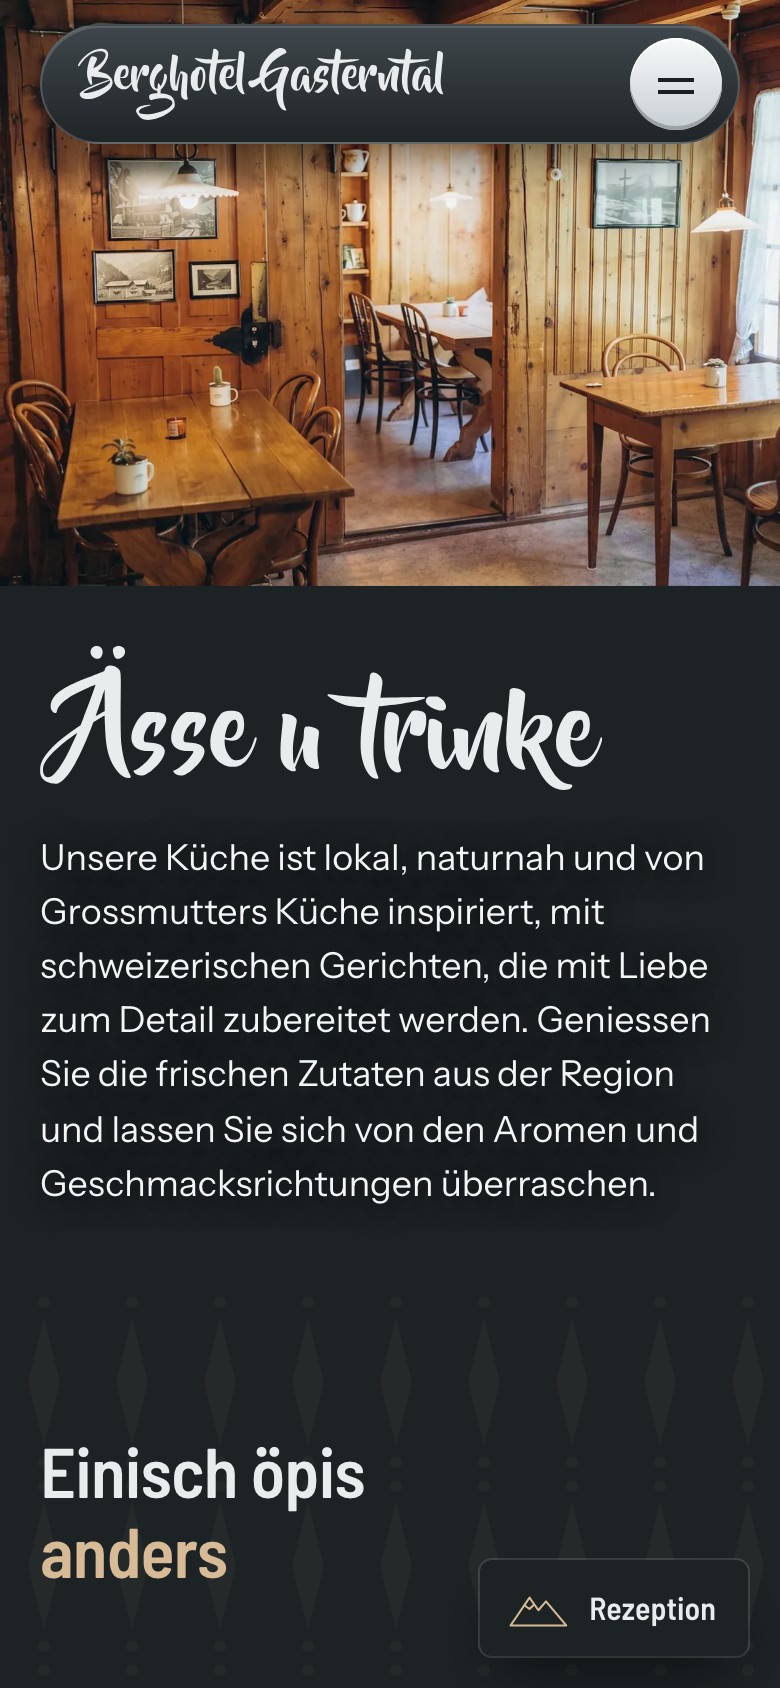 Berghotel Gasterntal
Ässe u trinke
Unsere Küche ist lokal, naturnah und von
Grossmutters Küche inspiriert, mit
schweizerischen Gerichten, die mit Liebe
zum Detail zubereitet werden. Geniessen
Sie die frischen Zutaten aus der Region
und lassen Sie sich von den Aromen und
Geschmacksrichtungen überraschen.
Einisch öpis
anders
Rezeption